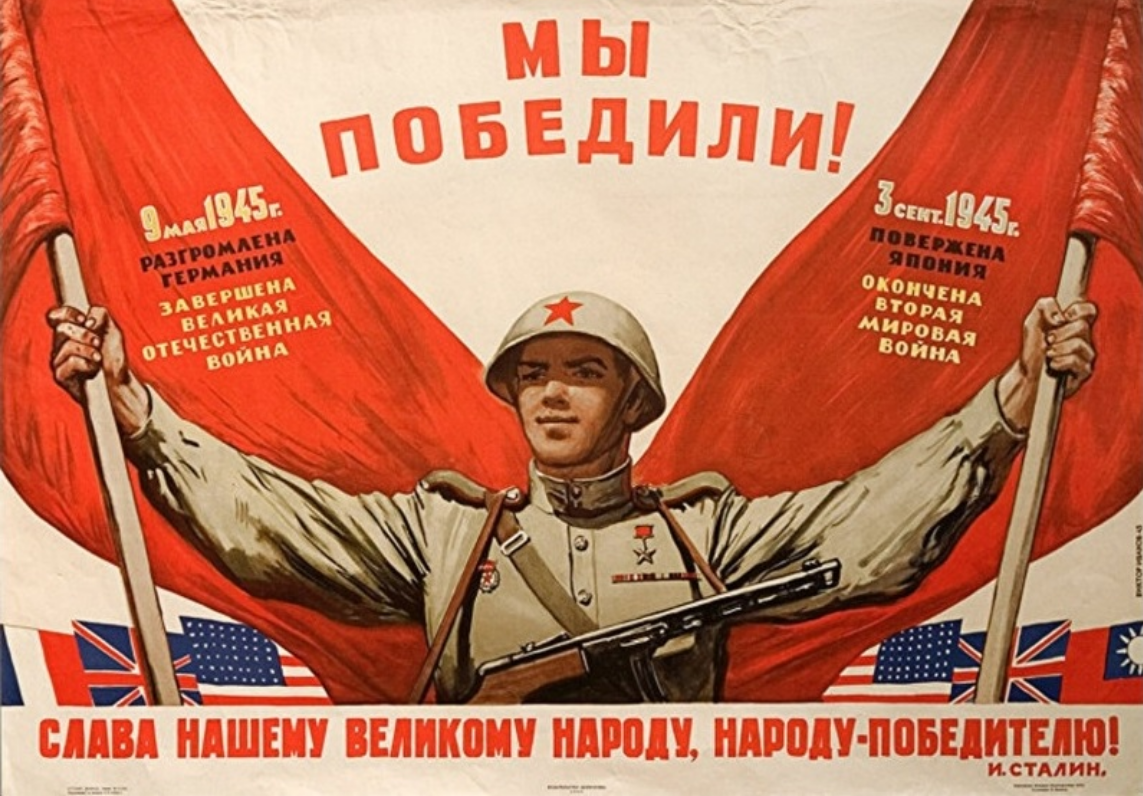 МЫ
ПОБЕДИЛИ!
9 МАЯ 1945 г.
РАЗГРОМЛЕНА
ГЕРМАНИЯ
ЗАВЕРШЕНА
ВЕЛИКАЯ
ОТЕЧЕСТВЕННАЯ
ВОЙНА
3 СЕНТ. 1945 г.
ПОВЕРЖЕНА
ЯПОНИЯ
ОКОНЧЕНА
ВТОРАЯ
МИРОВАЯ
ВОЙНА
СЛАВА НАШЕМУ ВЕЛИКОМУ НАРОДУ, НАРОДУ-ПОБЕДИТЕЛЮ!
И. СТАЛИН.